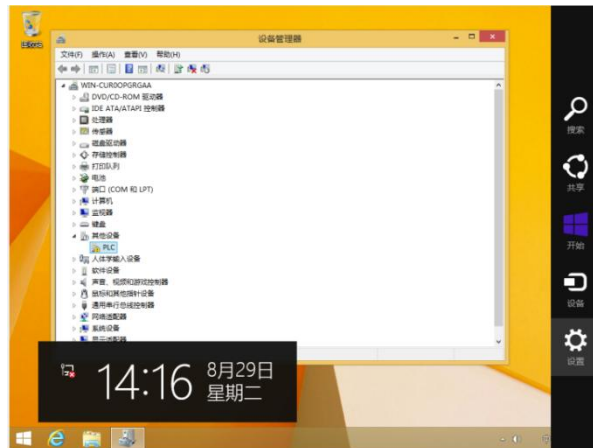 回收站
设备管理器
文件(F) 操作(A) 查看(V) 帮助(H)
WIN-CUR0OPGRGAA
DVD/CD-ROM 驱动器
IDE ATA/ATAPI 控制器
处理器
传感器
磁盘驱动器
存储控制器
打印队列
电池
端口 (COM 和 LPT)
计算机
监视器
键盘
其他设备
PLC
人体学输入设备
软件设备
声音、视频和游戏控制器
鼠标和其他指针设备
通用串行总线控制器
网络适配器
系统设备
显示适配器
搜索
共享
开始
设备
设置
14:16
8月29日
星期二